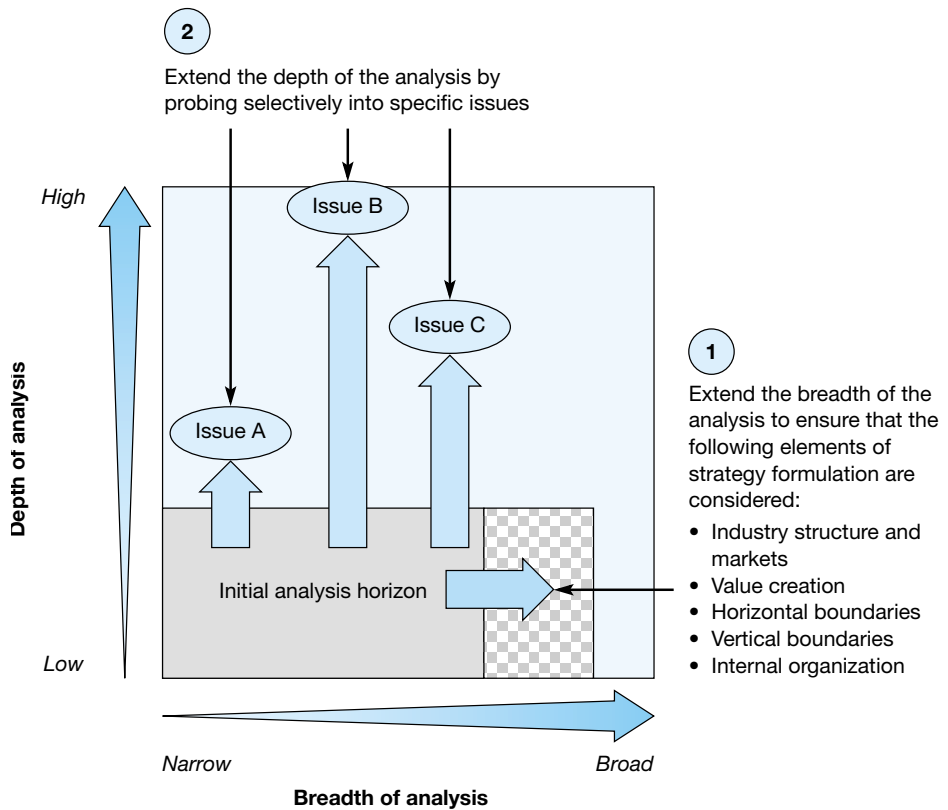 2
Extend the depth of the analysis by
probing selectively into specific issues
High
Issue B
Issue C
1
Extend the breadth of the
analysis to ensure that the
following elements of
strategy formulation are
considered:
• Industry structure and
markets
• Value creation
• Horizontal boundaries
• Vertical boundaries
• Internal organization
Issue A
Depth of analysis
Initial analysis horizon
Low
Narrow
Broad
Breadth of analysis